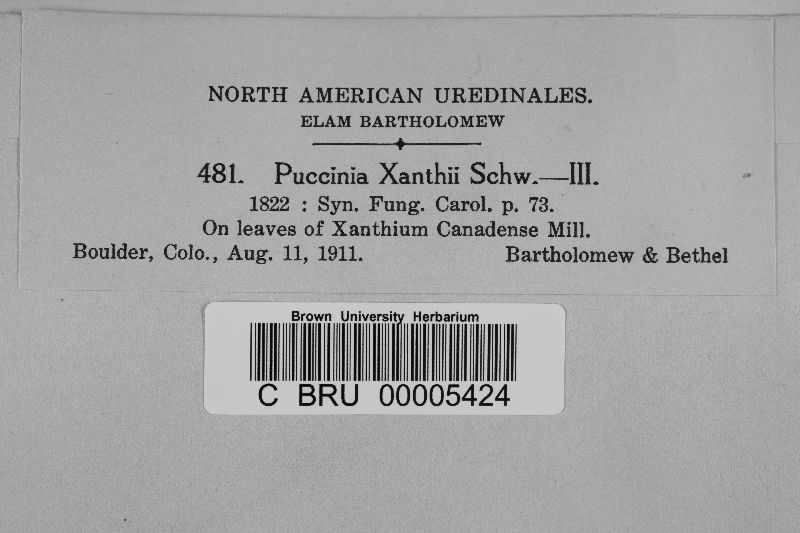 NORTH AMERICAN UREDINALES.
ELAM BARTHOLOMEW
481. Puccinia Xanthii Schw.—III.
1822 : Syn. Fung. Carol. p. 73.
On leaves of Xanthium Canadense Mill.
Boulder, Colo., Aug. 11, 1911. Bartholomew & Bethel
Brown University Herbarium
C BRU 00005424